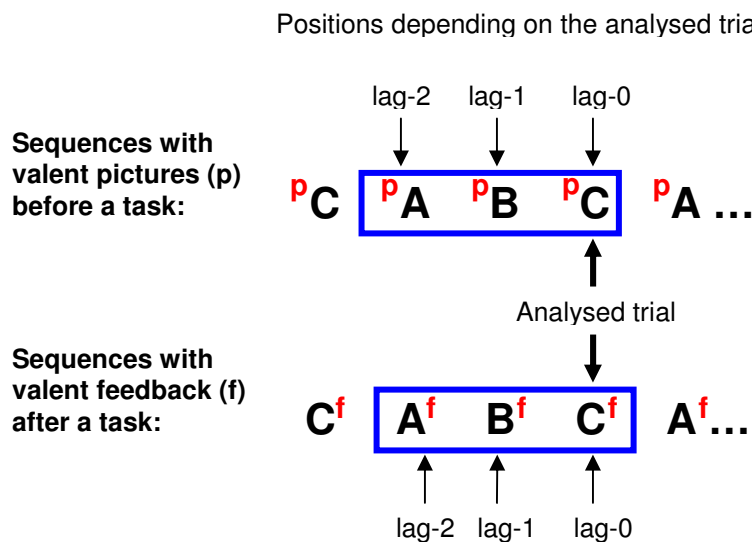 Positions depending on the analysed tria
lag-2 lag-1 lag-0
Sequences with
valent pictures (p)
before a task:
pC pA pB pC pA ...
Analysed trial
Sequences with
valent feedback (f)
after a task:
Cf Af Bf Cf Af...
lag-2 lag-1 lag-0